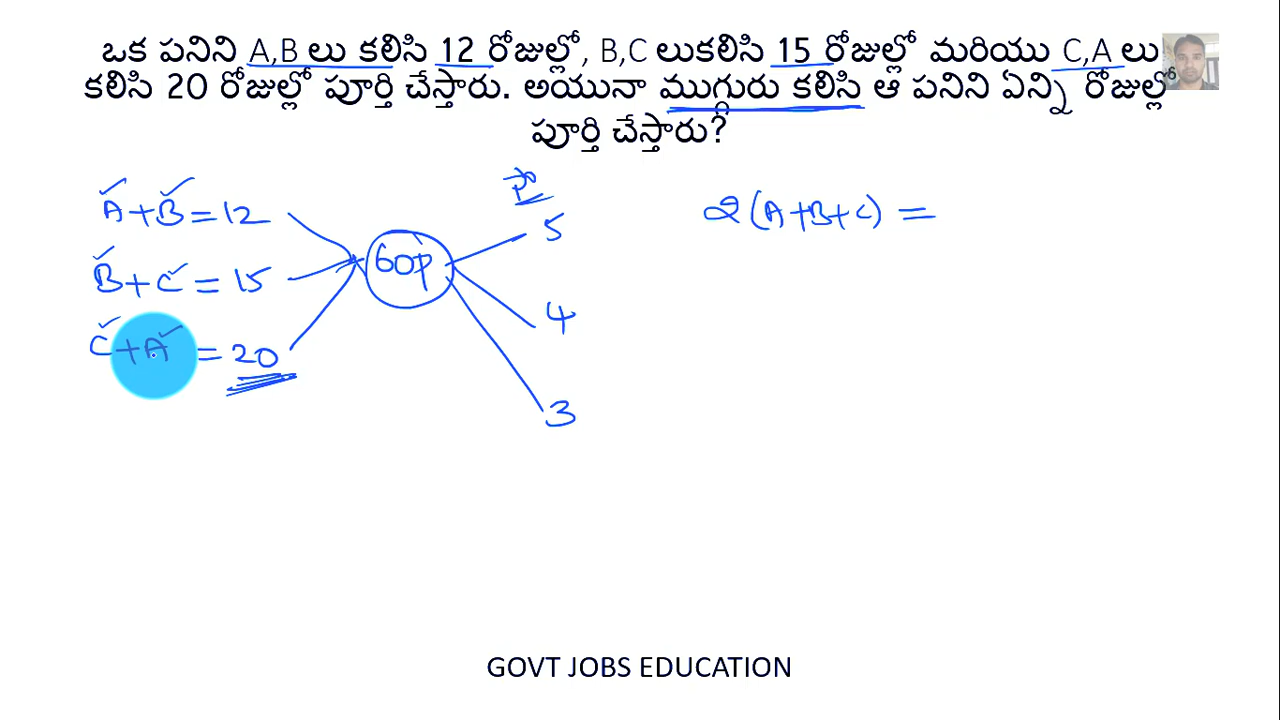 ఒక పనిని A,B లు కలిసి 12 రోజుల్లో, B,C లుకలిసి 15 రోజుల్లో మరియు C,A లు
కలిసి 20 రోజుల్లో పూర్తి చేస్తారు. అయునా ముగ్గురు కలిసి ఆ పనిని ఏన్ని రోజుల్లో
పూర్తి చేస్తారు?
A+B=12
B+C=15
C+A=20
60p
5
4
3
2(A+B+C)=
GOVT JOBS EDUCATION